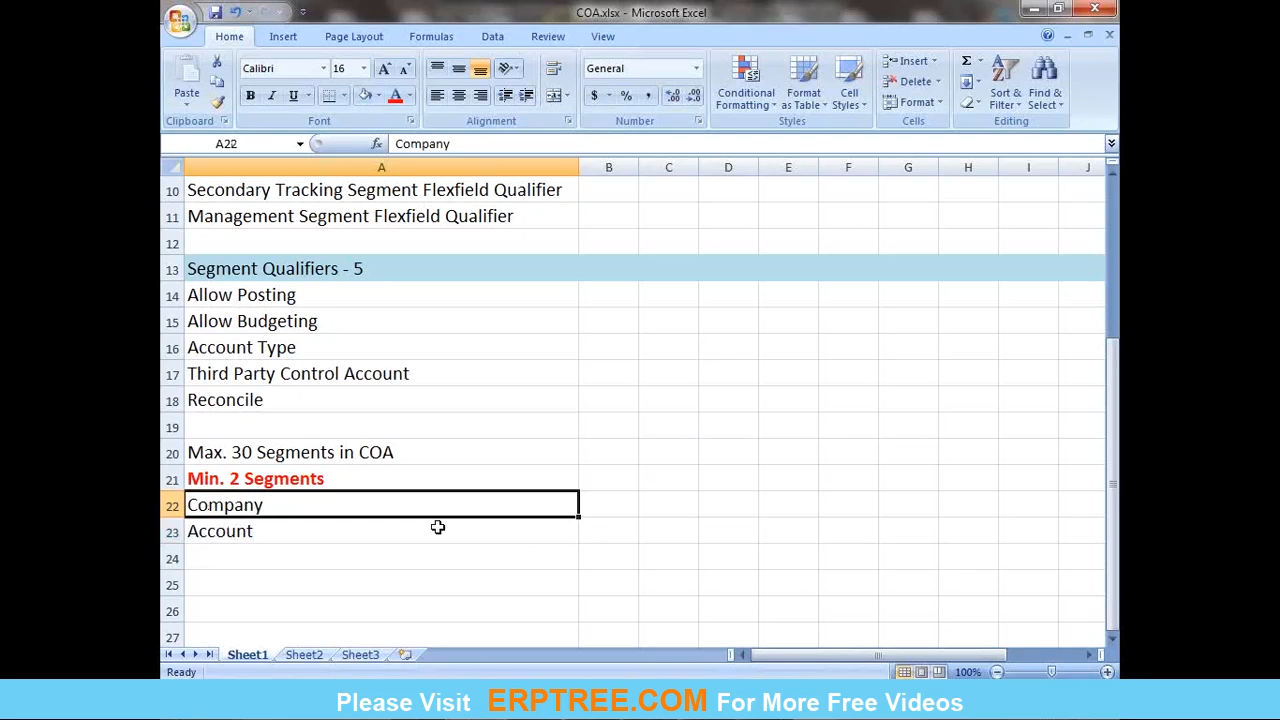 COA.xlsx - Microsoft Excel
Home Insert Page Layout Formulas Data Review View
Paste
Clipboard
Calibri 16
B I U
Font
Alignment
General
$ % ,
Number
Conditional Formatting
Format as Table
Cell Styles
Styles
Insert
Delete
Format
Cells
Sort & Filter
Find & Select
Editing
A22 fx Company
A B C D E F G H I J
10 Secondary Tracking Segment Flexfield Qualifier
11 Management Segment Flexfield Qualifier
12
13 Segment Qualifiers - 5
14 Allow Posting
15 Allow Budgeting
16 Account Type
17 Third Party Control Account
18 Reconcile
19
20 Max. 30 Segments in COA
21 Min. 2 Segments
22 Company
23 Account
24
25
26
27
Sheet1 Sheet2 Sheet3
Ready 100%
Please Visit ERPTREE.COM For More Free Videos